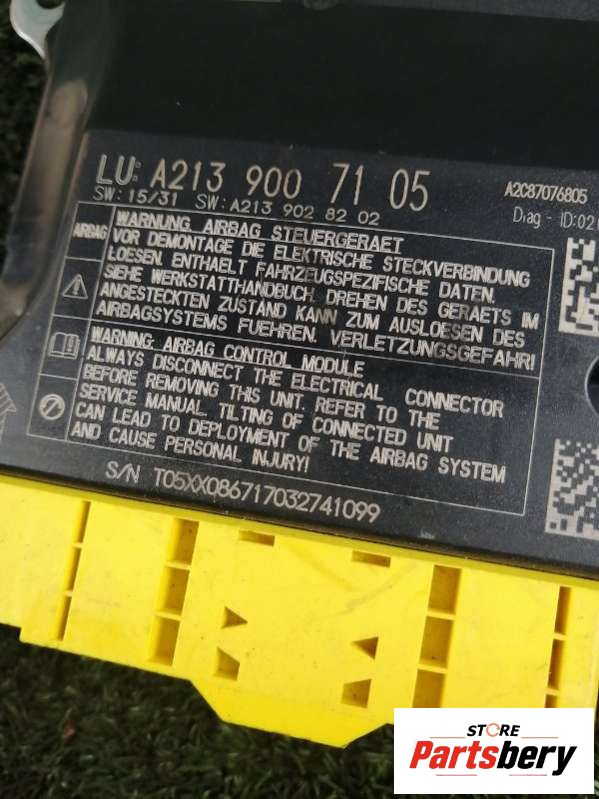 LU: A213 900 71 05
A2C87076805
SW: 15/31 SW: A213 902 82 02
Diag - ID:02
AIRBAG
WARNUNG, AIRBAG STEUERGERAET
VOR DEMONTAGE DIE ELEKTRISCHE STECKVERBINDUNG
LOESEN. ENTHAELT FAHRZEUGSPEZIFISCHE DATEN.
SIEHE WERKSTATTHANDBUCH. DREHEN DES GERAETS IM
ANGESTECKTEN ZUSTAND KANN ZUM AUSLOESEN DES
AIRBAGSYSTEMS FUEHREN. VERLETZUNGSGEFAHR!
WARNING, AIRBAG CONTROL MODULE
ALWAYS DISCONNECT THE ELECTRICAL CONNECTOR
BEFORE REMOVING THIS UNIT. REFER TO THE
SERVICE MANUAL. TILTING OF CONNECTED UNIT
CAN LEAD TO DEPLOYMENT OF THE AIRBAG SYSTEM
AND CAUSE PERSONAL INJURY!
S/N T05XX086717032741099
STORE
Partsbery